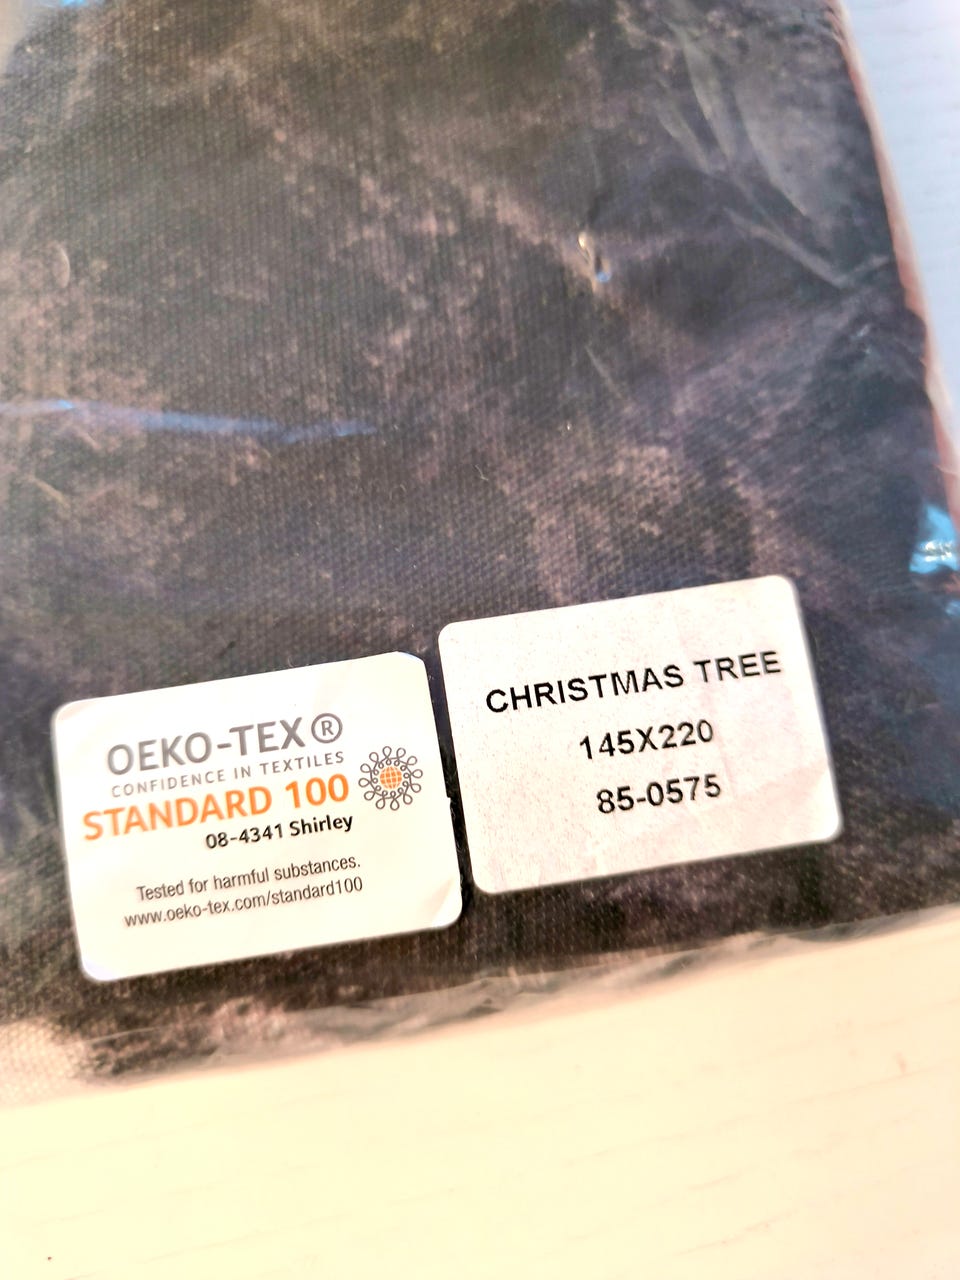 OEKO-TEX®
CONFIDENCE IN TEXTILES
STANDARD 100
08-4341 Shirley
Tested for harmful substances.
www.oeko-tex.com/standard100
CHRISTMAS TREE
145X220
85-0575